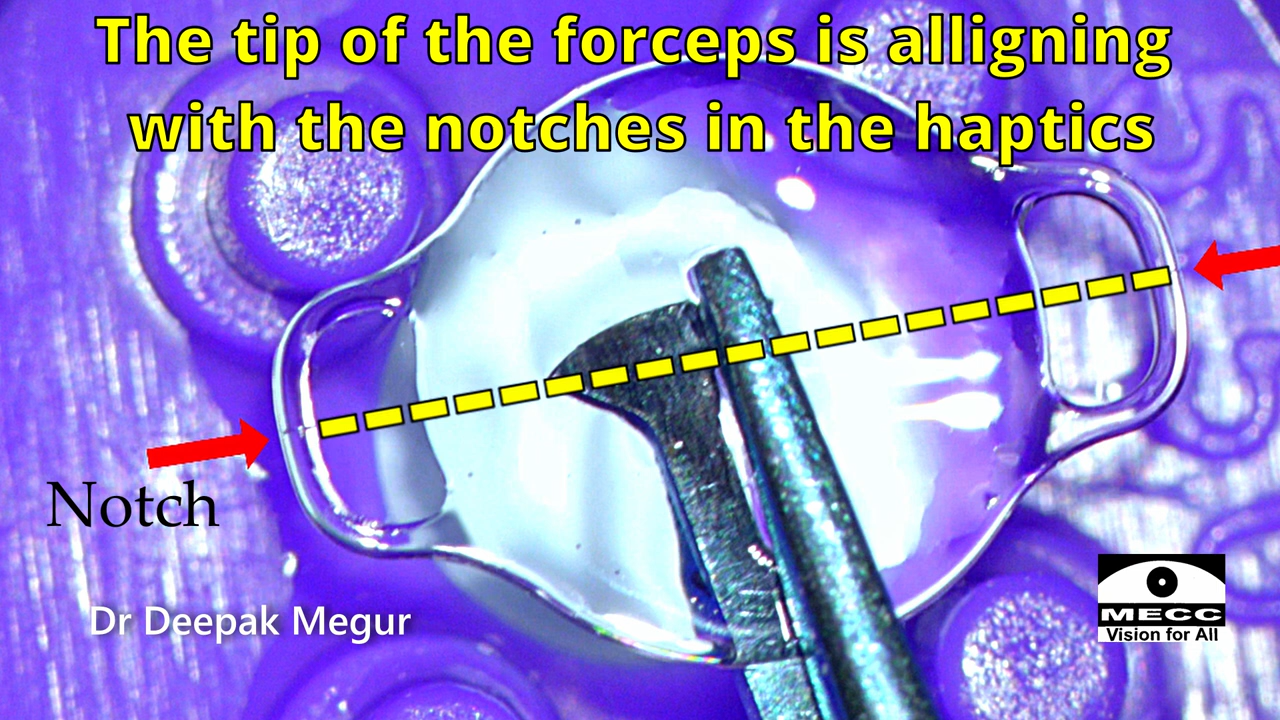 The tip of the forceps is alligning
with the notches in the haptics
Notch
Dr Deepak Megur
MECC
Vision for All